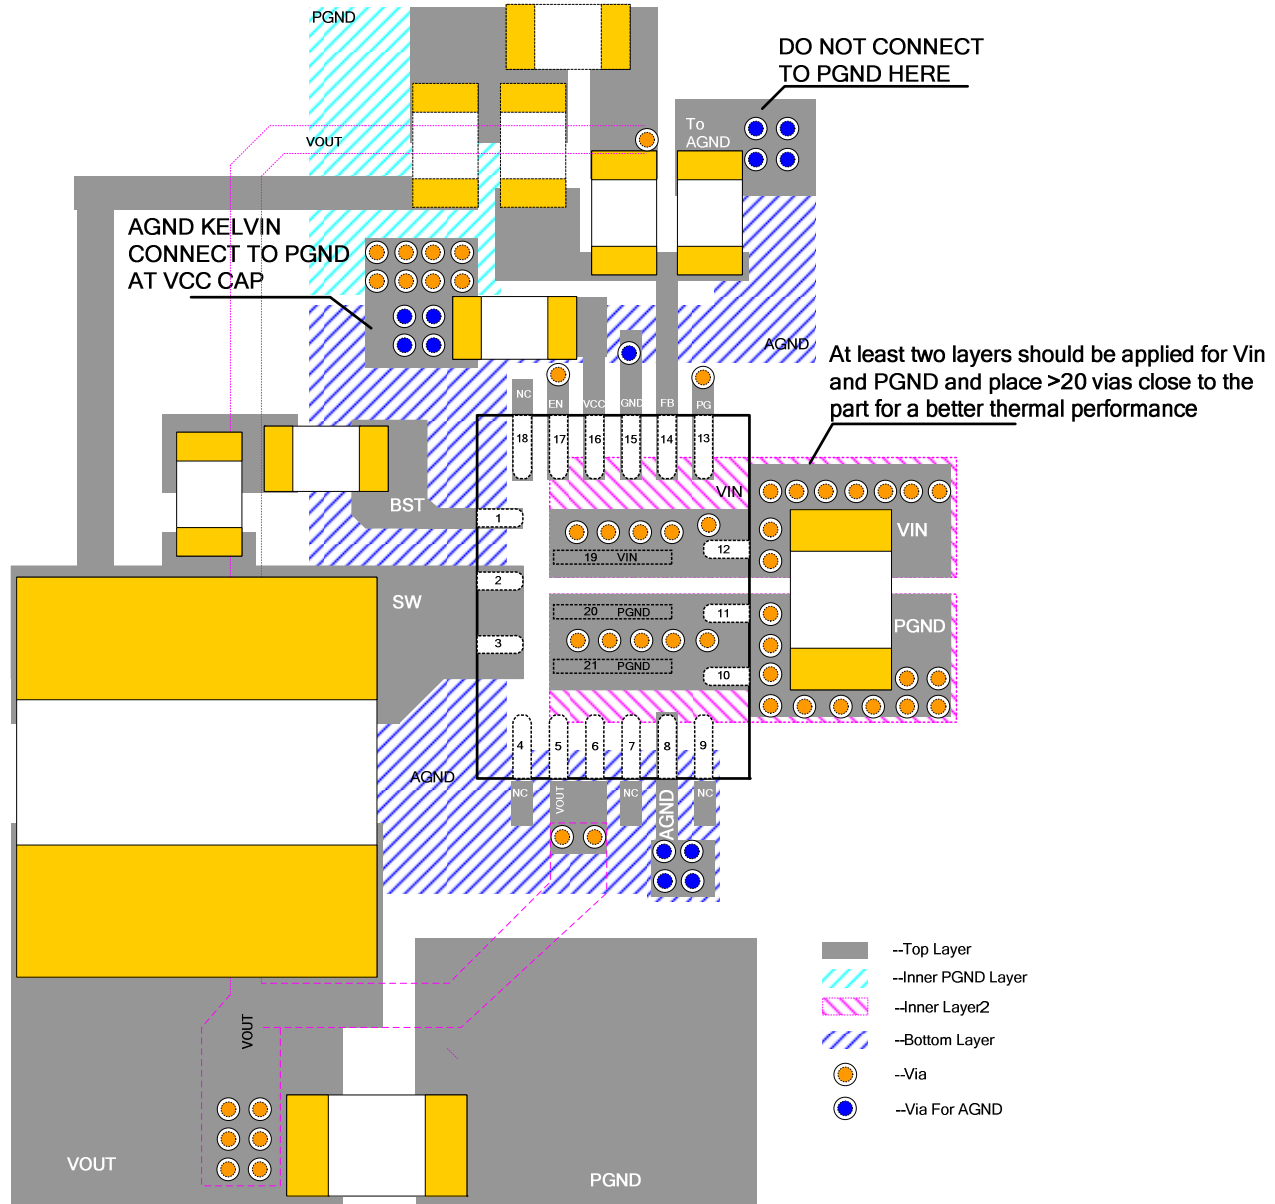 PGND
DO NOT CONNECT
TO PGND HERE
To
AGND
VOUT
AGND KELVIN
CONNECT TO PGND
AT VCC CAP
AGND
At least two layers should be applied for Vin
and PGND and place >20 vias close to the
part for a better thermal performance
NC
EN
VCC
GND
FB
PG
18
17
16
15
14
13
VIN
BST
1
VIN
12
19 VIN
2
SW
20 PGND
11
PGND
3
21 PGND
10
4
5
6
7
8
9
AGND
NC
VOUT
NC
AGND
NC
--Top Layer
--Inner PGND Layer
--Inner Layer2
--Bottom Layer
--Via
--Via For AGND
VOUT
VOUT
PGND